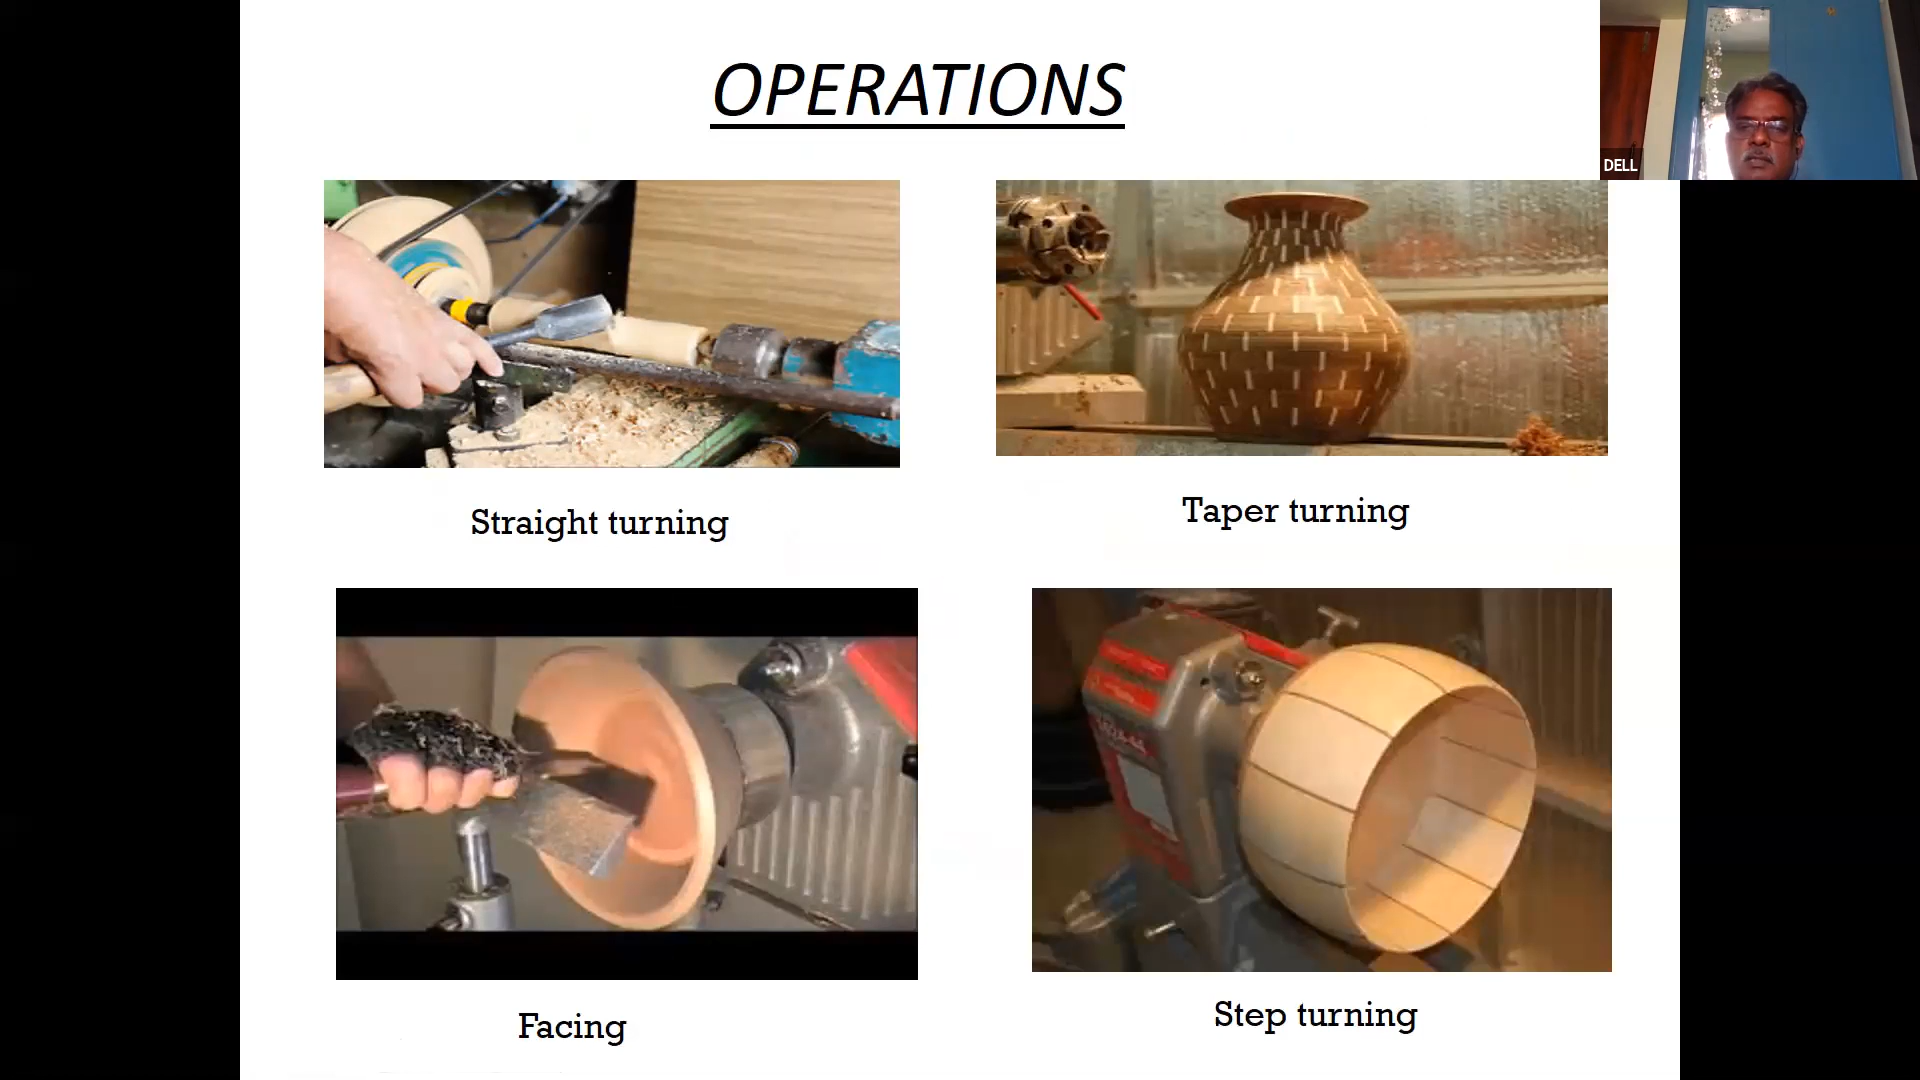 OPERATIONS
DELL
Straight turning
Taper turning
Facing
Step turning